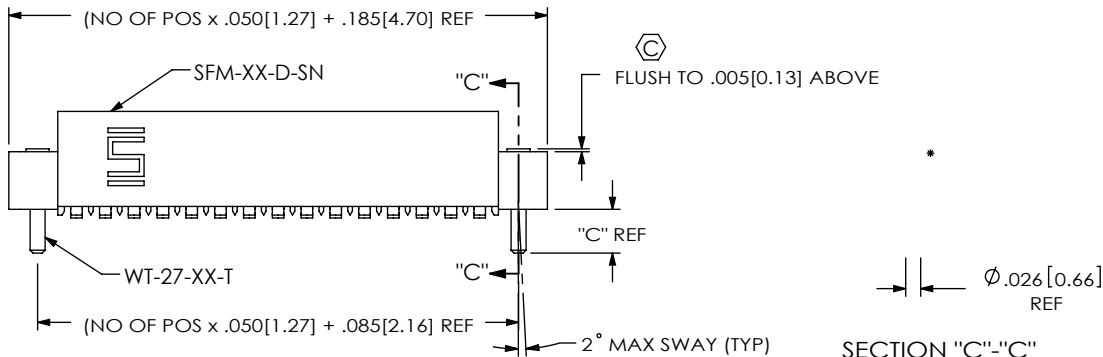 (NO OF POS x .050[1.27] + .185[4.70] REF
C
SFM-XX-D-SN
"C"
FLUSH TO .005[0.13] ABOVE
"C" REF
WT-27-XX-T
"C"
Ø.026[0.66]
REF
(NO OF POS x .050[1.27] + .085[2.16] REF
2° MAX SWAY (TYP)
SECTION "C"-"C"